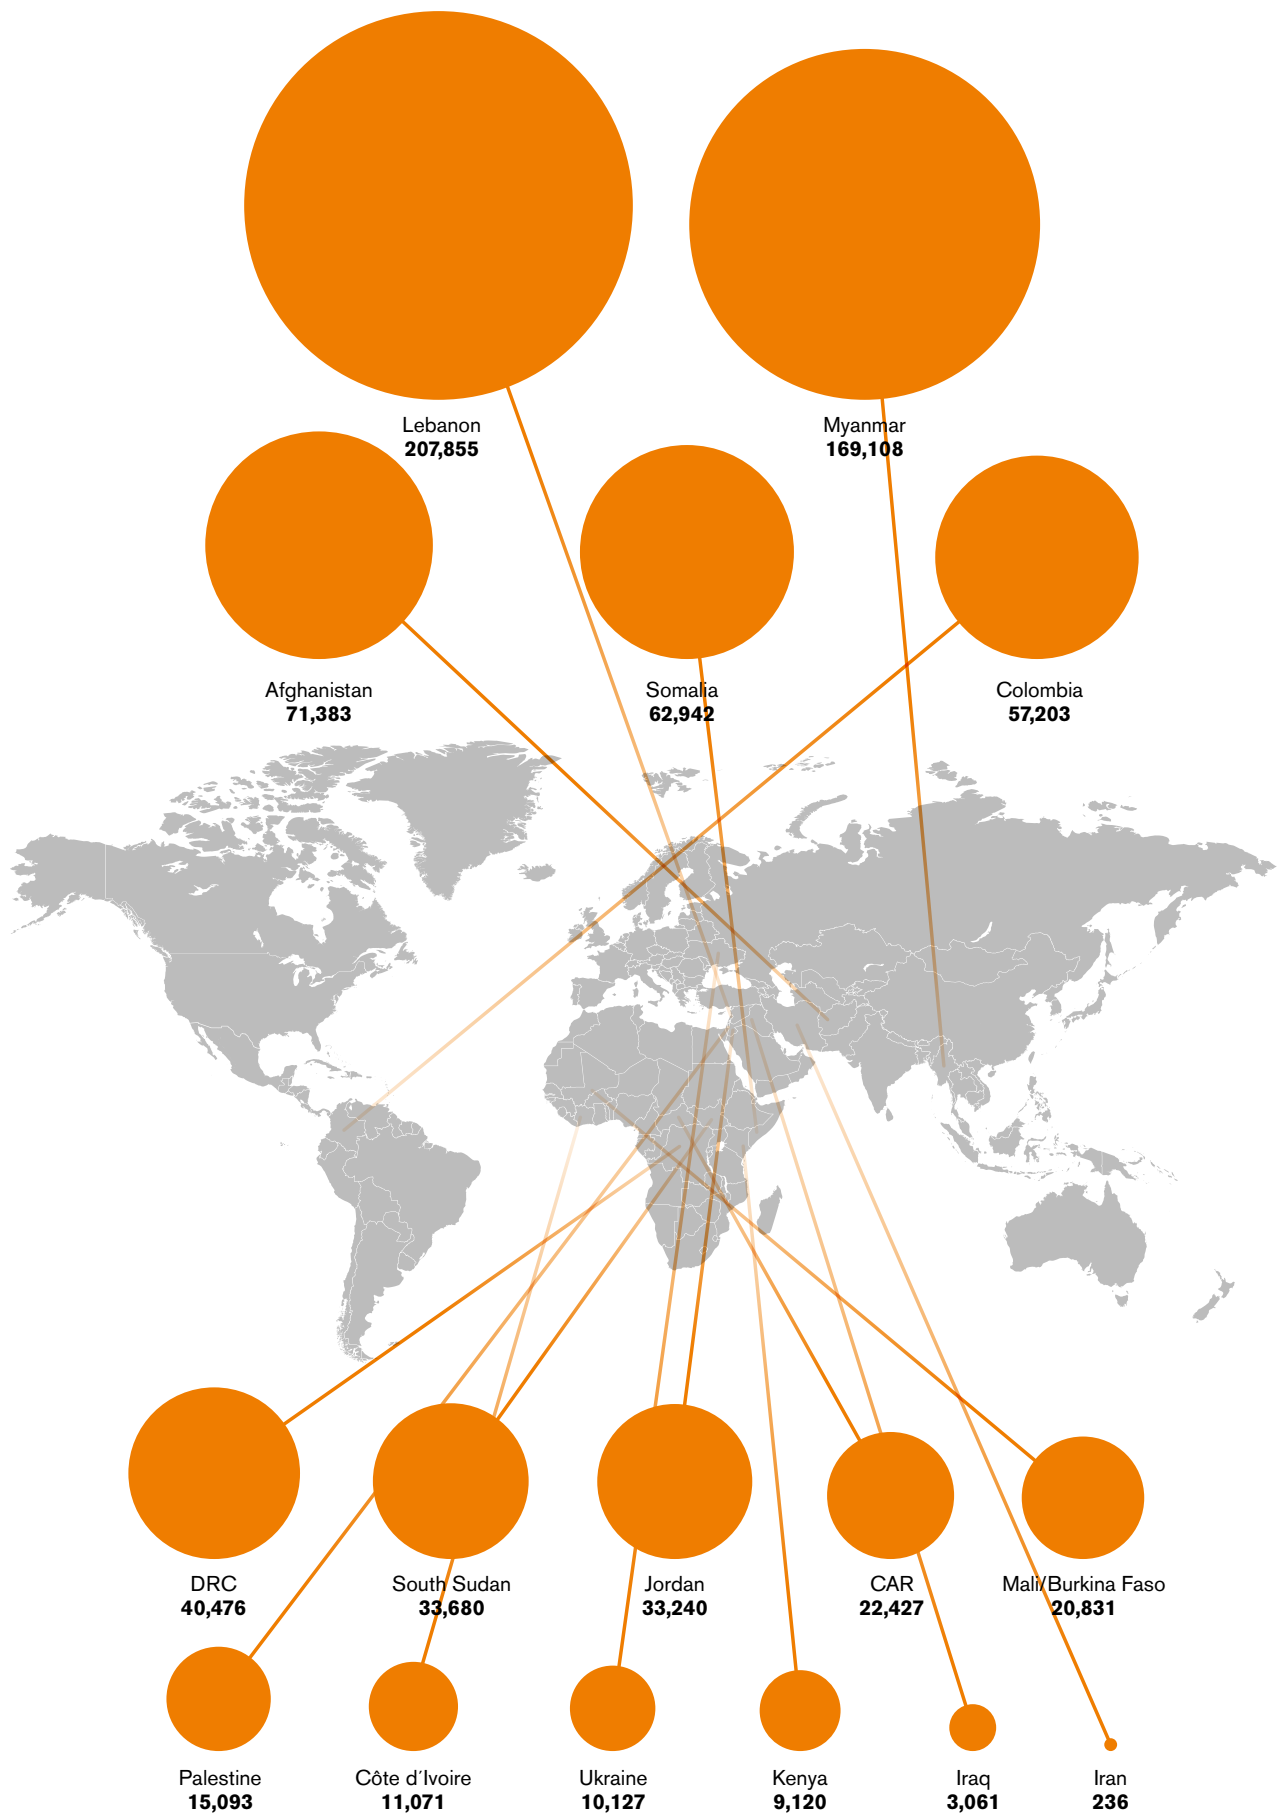 Lebanon
207,855
Myanmar
169,108
Afghanistan
71,383
Somalia
62,942
Colombia
57,203
DRC
40,476
South Sudan
33,680
Jordan
33,240
CAR
22,427
Mali/Burkina Faso
20,831
Palestine
15,093
Côte d´Ivoire
11,071
Ukraine
10,127
Kenya
9,120
Iraq
3,061
Iran
236